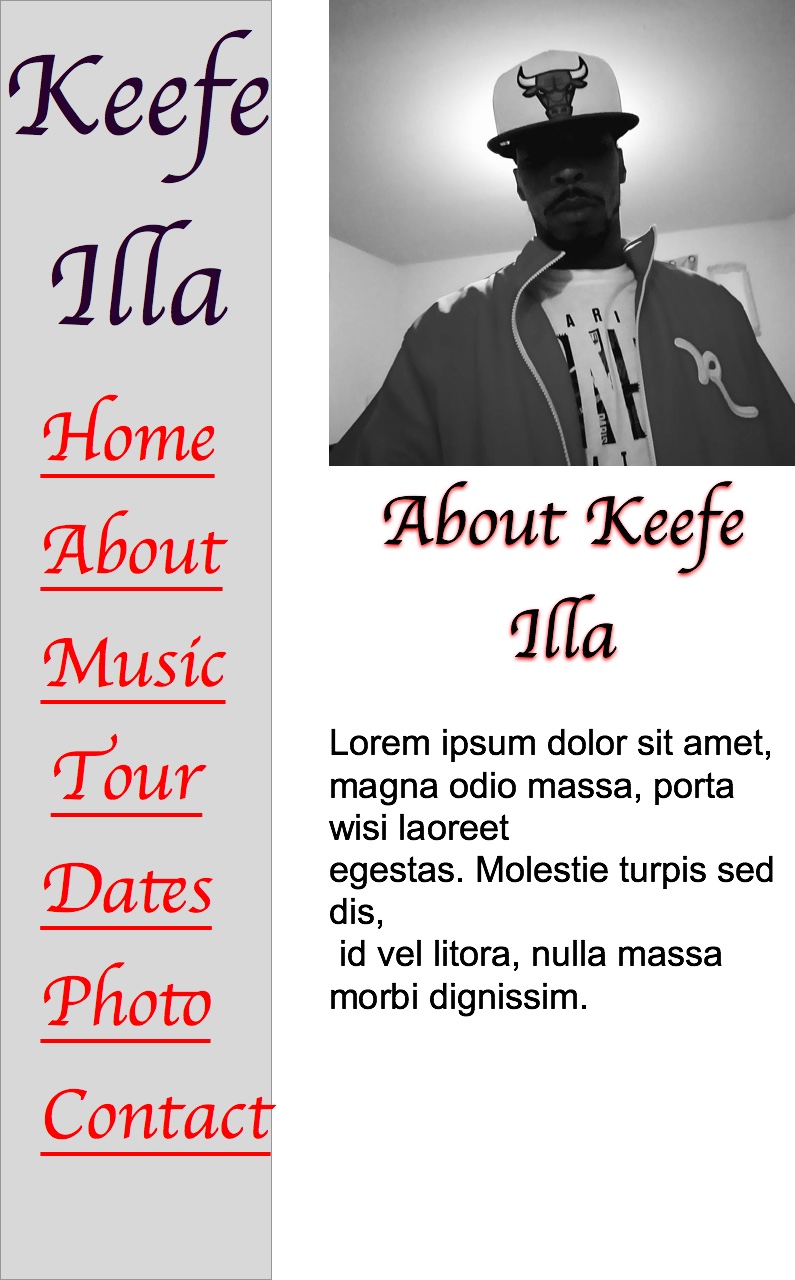 Keefe
Illa
Home
About
Music
Tour
Dates
Photo
Contact
ARI
About Keefe
Illa
Lorem ipsum dolor sit amet,
magna odio massa, porta
wisi laoreet
egestas. Molestie turpis sed
dis,
id vel litora, nulla massa
morbi dignissim.